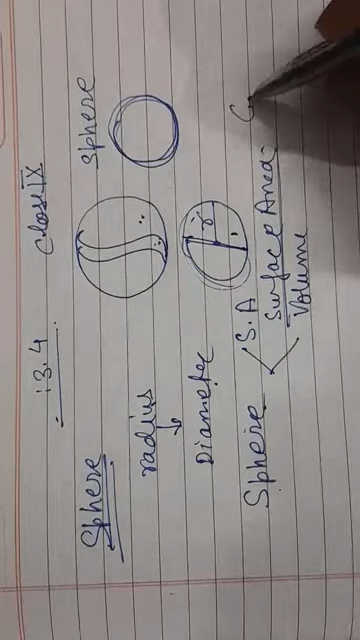 13.4 Class IX
Sphere Sphere
radius
Diameter r
Sphere S.A
Surface Area
Volume